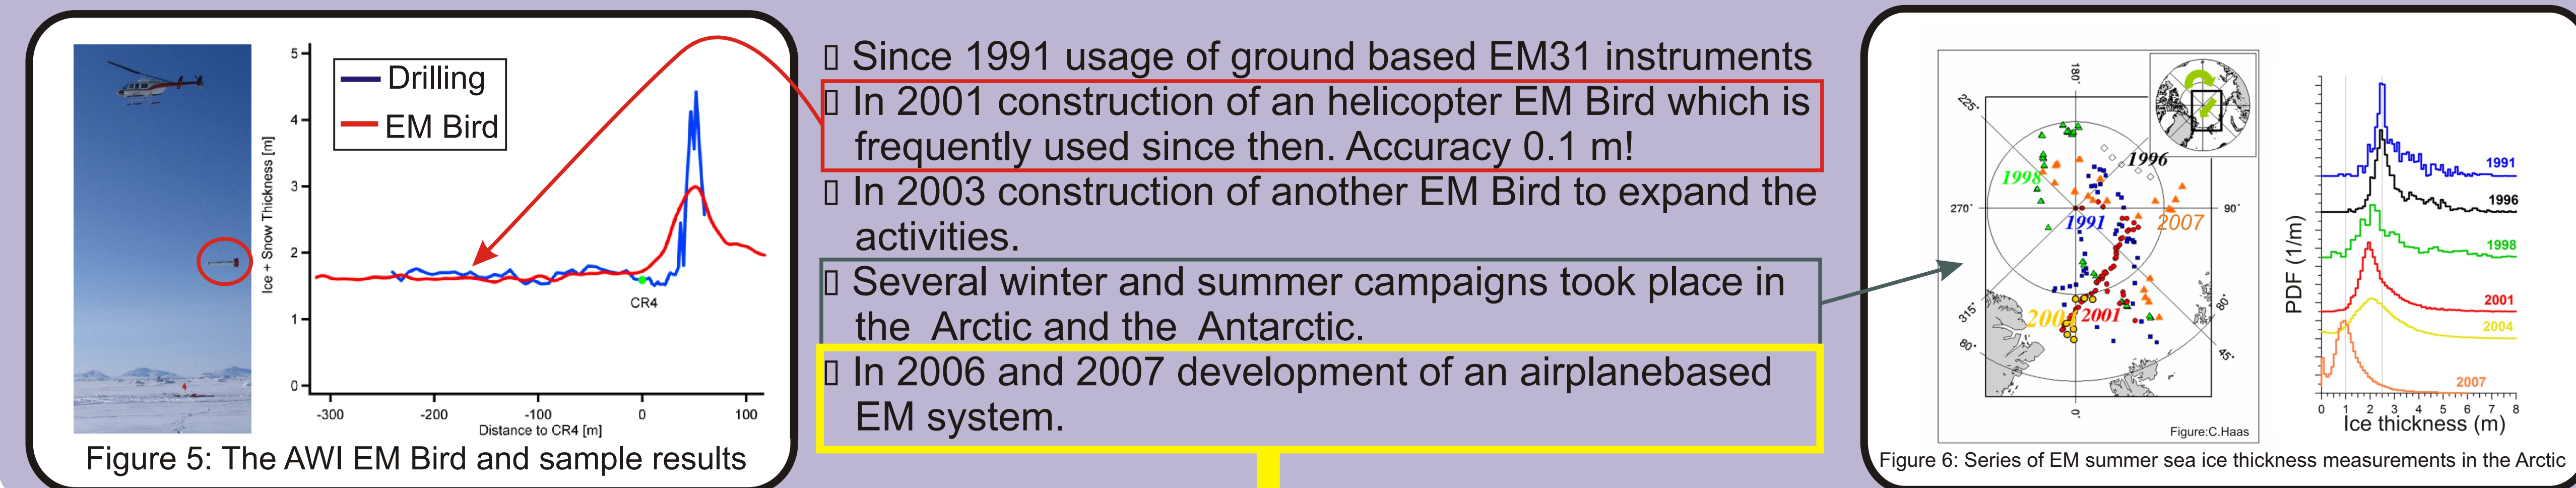 5
4
3
2
1
0
Ice + Snow Thickness [m]
Drilling
EM Bird
CR4
-300 -200 -100 0 100
Distance to CR4 [m]
Figure 5: The AWI EM Bird and sample results
▯ Since 1991 usage of ground based EM31 instruments
▯ In 2001 construction of an helicopter EM Bird which is
frequently used since then. Accuracy 0.1 m!
▯ In 2003 construction of another EM Bird to expand the
activities.
▯ Several winter and summer campaigns took place in
the Arctic and the Antarctic.
▯ In 2006 and 2007 development of an airplanebased
EM system.
180°
225°
1996
1998
270°
90°
1991
2007
315°
80°
2004
2001
80°
45°
0°
Figure:C.Haas
PDF (1/m)
1991
1996
1998
2001
2004
2007
0 1 2 3 4 5 6 7 8
Ice thickness (m)
Figure 6: Series of EM summer sea ice thickness measurements in the Arctic